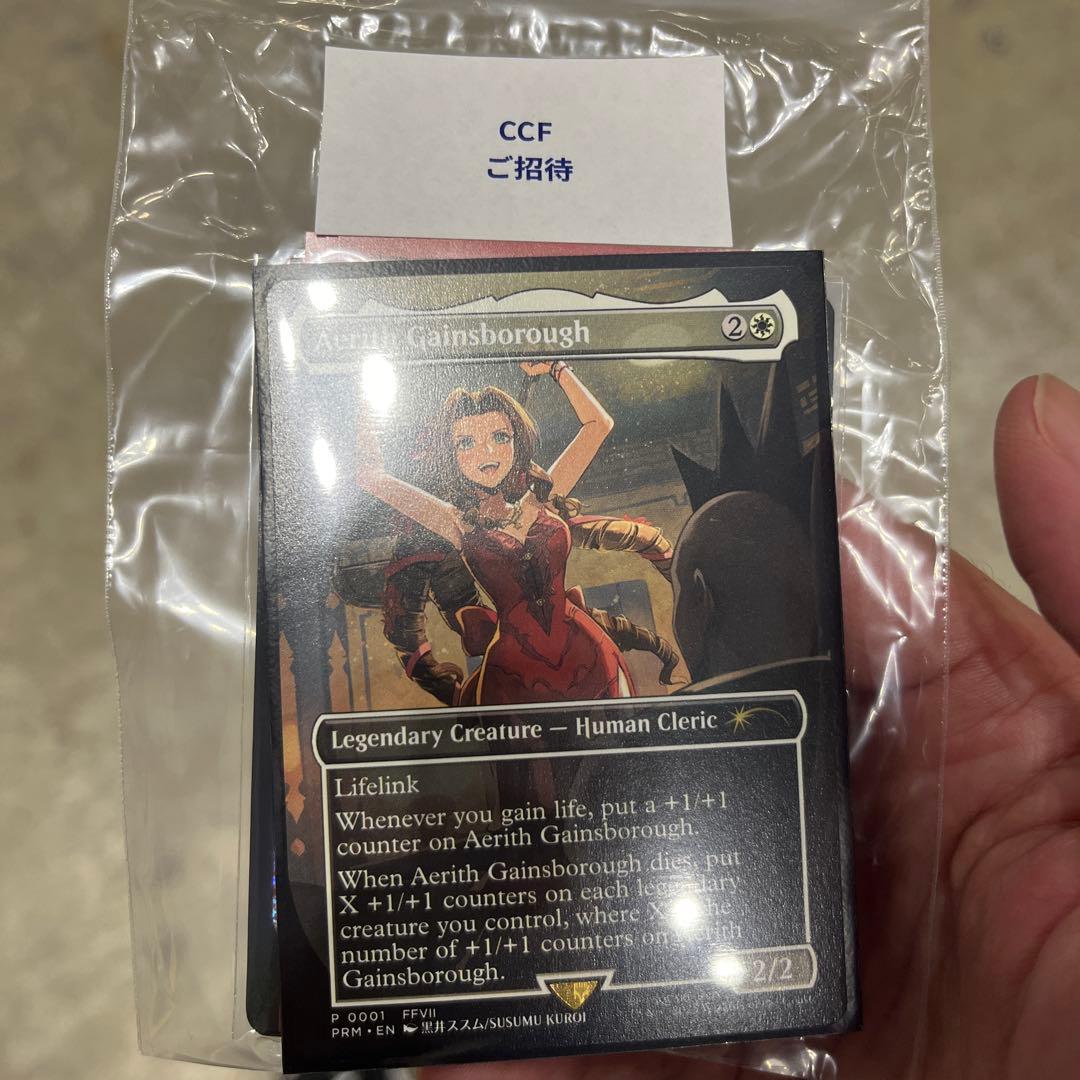 CCF
ご招待
Aerith Gainsborough
2
Legendary Creature — Human Cleric
Lifelink
Whenever you gain life, put a +1/+1
counter on Aerith Gainsborough.
When Aerith Gainsborough dies, put
X +1/+1 counters on each legendary
creature you control, where X is the
number of +1/+1 counters on Aerith
Gainsborough.
2/2
P 0001 FFVII
PRM • EN 黒井ススム/SUSUMU KUROI